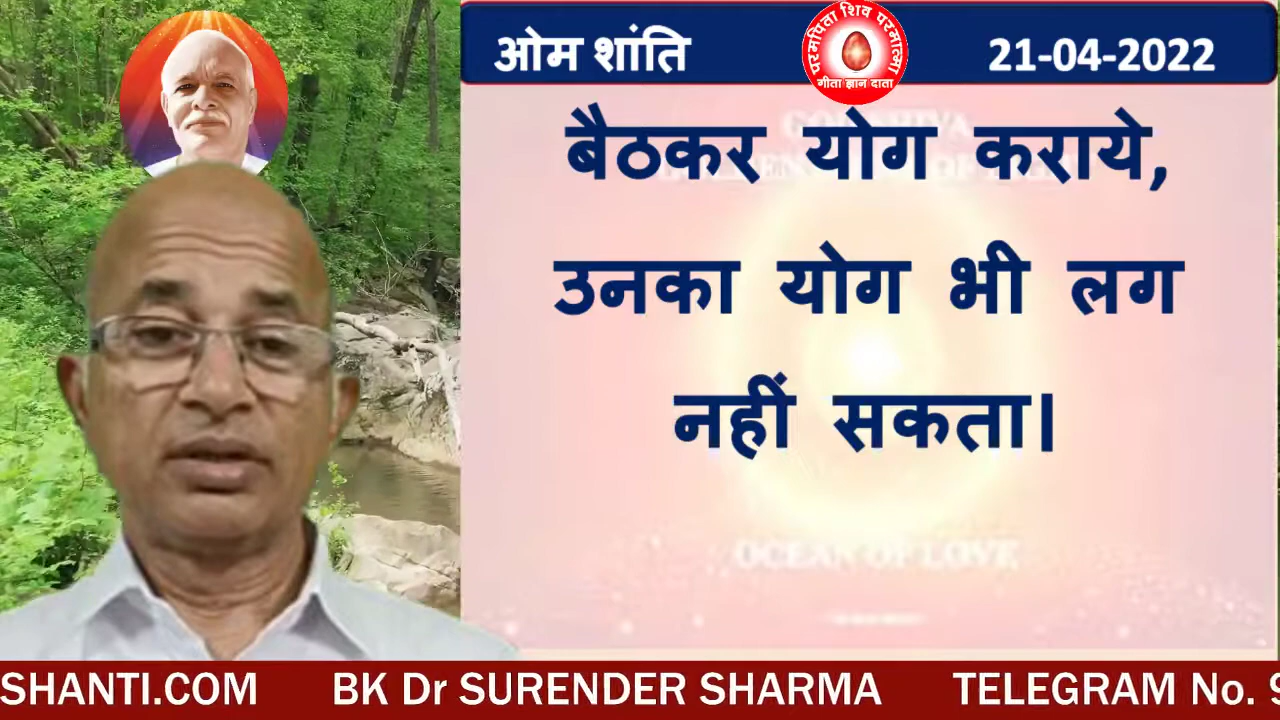 ओम शांति
परमपिता शिव परमात्मा
गीता ज्ञान दाता
21-04-2022
बैठकर योग कराये,
उनका योग भी लग
नहीं सकता।
OCEAN OF LOVE
SHANTI.COM BK Dr SURENDER SHARMA TELEGRAM No. 9